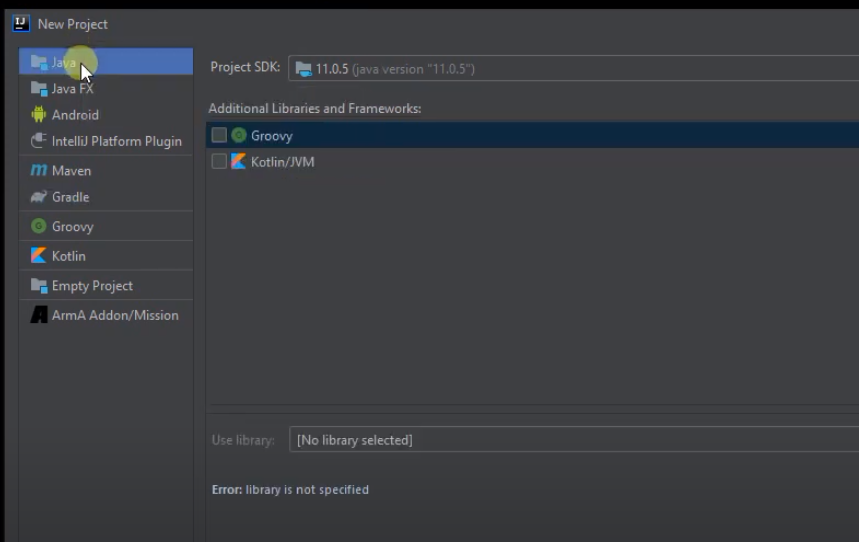 New Project
Java
Java FX
Android
IntelliJ Platform Plugin
Maven
Gradle
Groovy
Kotlin
Empty Project
ArmA Addon/Mission
Project SDK: 11.0.5 (java version "11.0.5")
Additional Libraries and Frameworks:
Groovy
Kotlin/JVM
Use library: [No library selected]
Error: library is not specified